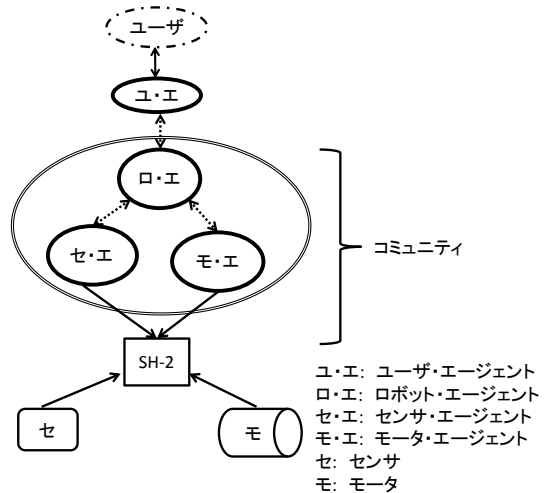 ユーザ
ユ・エ
ロ・エ
セ・エ
モ・エ
コミュニティ
SH-2
セ
モ
ユ・エ: ユーザ・エージェント
ロ・エ: ロボット・エージェント
セ・エ: センサ・エージェント
モ・エ: モータ・エージェント
セ: センサ
モ: モータ